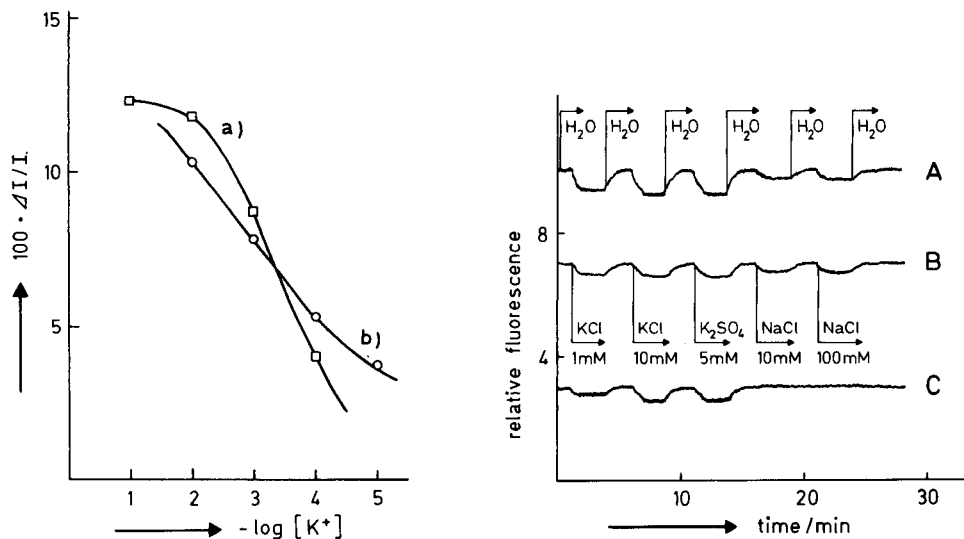 15
10
5
100 · ΔI/I.
a)
b)
1 2 3 4 5
-log [K⁺]
H₂O H₂O H₂O H₂O H₂O H₂O
A
8
B
KCl KCl K₂SO₄ NaCl NaCl
1mM 10mM 5mM 10mM 100mM
4
C
relative fluorescence
10 20 30
time/min